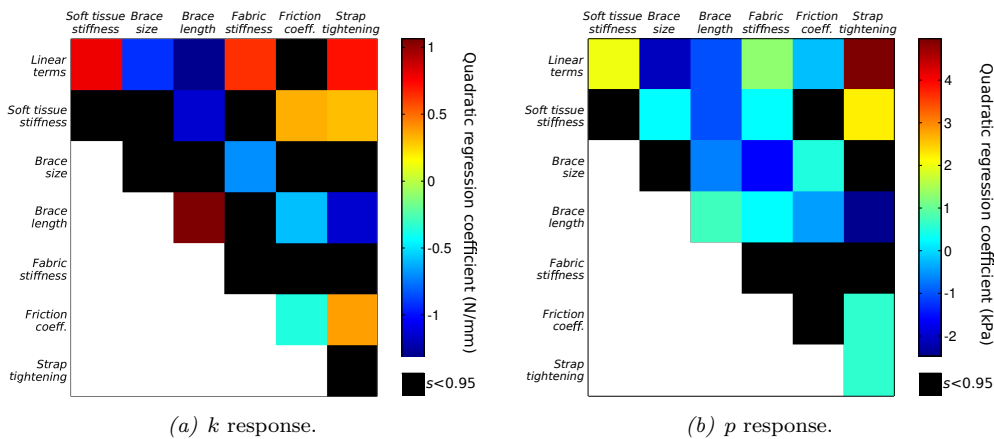 Soft tissue stiffness
Brace size
Brace length
Fabric stiffness
Friction coeff.
Strap tightening
Linear terms
Soft tissue stiffness
Brace size
Brace length
Fabric stiffness
Friction coeff.
Strap tightening
1
0.5
0
-0.5
-1
Quadratic regression coefficient (N/mm)
s<0.95
(a) k response.
Soft tissue stiffness
Brace size
Brace length
Fabric stiffness
Friction coeff.
Strap tightening
Linear terms
Soft tissue stiffness
Brace size
Brace length
Fabric stiffness
Friction coeff.
Strap tightening
4
3
2
1
0
-1
-2
Quadratic regression coefficient (kPa)
s<0.95
(b) p response.